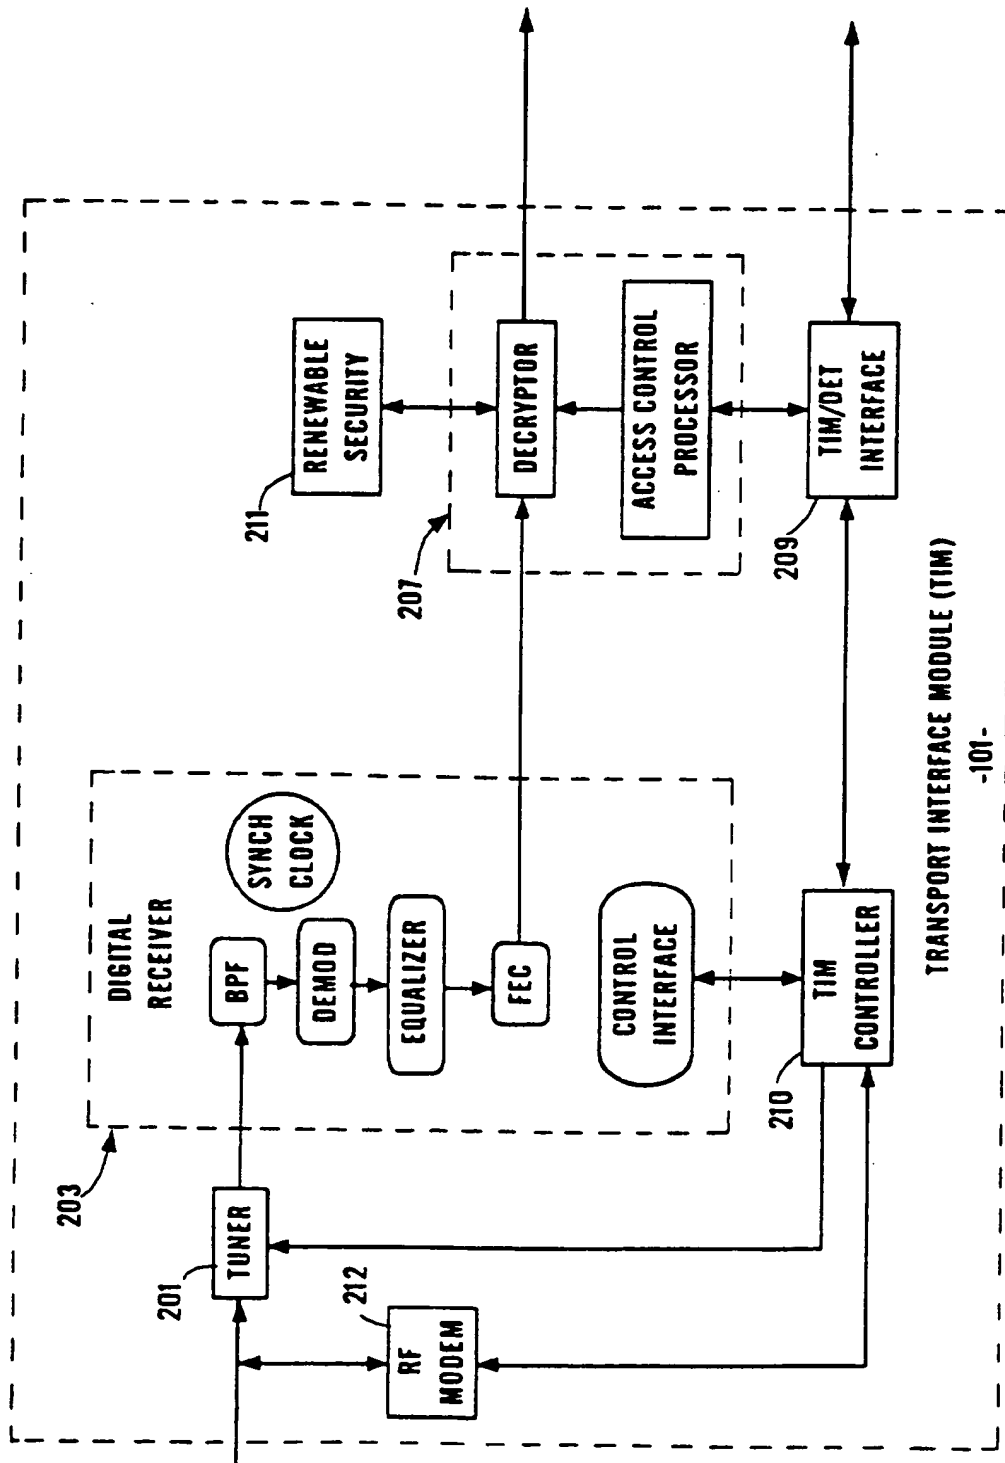 DIGITAL
RECEIVER
203
201
TUNER
BPF
SYNCH
CLOCK
DEMOD
EQUALIZER
FEC
212
RF
MODEM
CONTROL
INTERFACE
210
TIM
CONTROLLER
211
RENEWABLE
SECURITY
207
DECRYPTOR
ACCESS CONTROL
PROCESSOR
209
TIM/DET
INTERFACE
TRANSPORT INTERFACE MODULE (TIM)
-101-